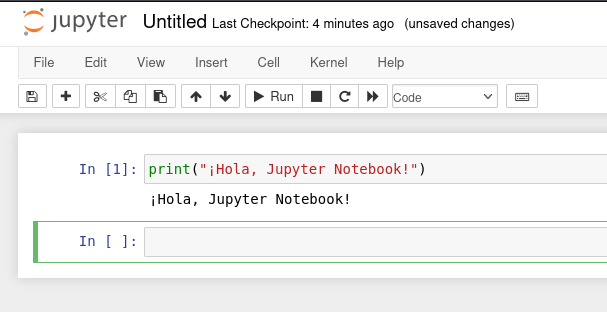 jupyter Untitled Last Checkpoint: 4 minutes ago (unsaved changes)
File Edit View Insert Cell Kernel Help
Run Code
In [1]: print("¡Hola, Jupyter Notebook!")
¡Hola, Jupyter Notebook!
In [ ]: